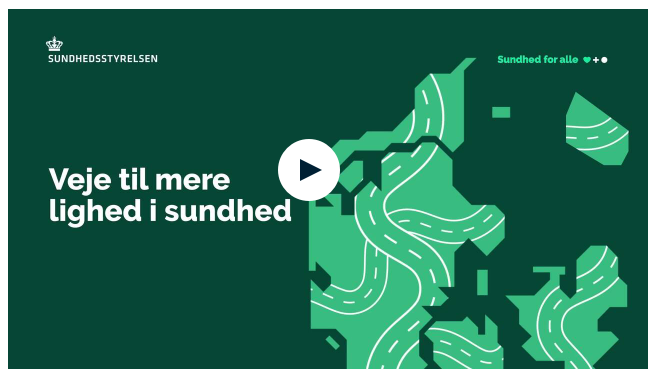 SUNDHEDSSTYRELSEN
Sundhed for alle
Veje til mere
lighed i sundhed